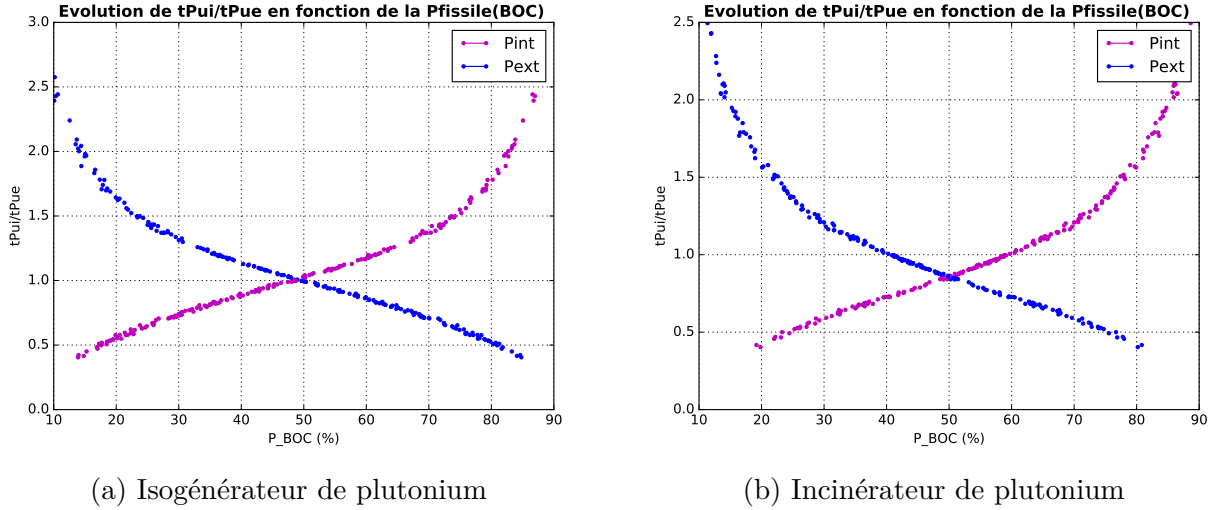 Evolution de tPui/tPue en fonction de la Pfissile(BOC)
3.0
2.5
2.0
1.5
1.0
0.5
0.0
tPui/tPue
Pint
Pext
10 20 30 40 50 60 70 80 90
P_BOC (%)
(a) Isogénérateur de plutonium
Evolution de tPui/tPue en fonction de la Pfissile(BOC)
2.5
2.0
1.5
1.0
0.5
0.0
tPui/tPue
Pint
Pext
10 20 30 40 50 60 70 80 90
P_BOC (%)
(b) Incinérateur de plutonium